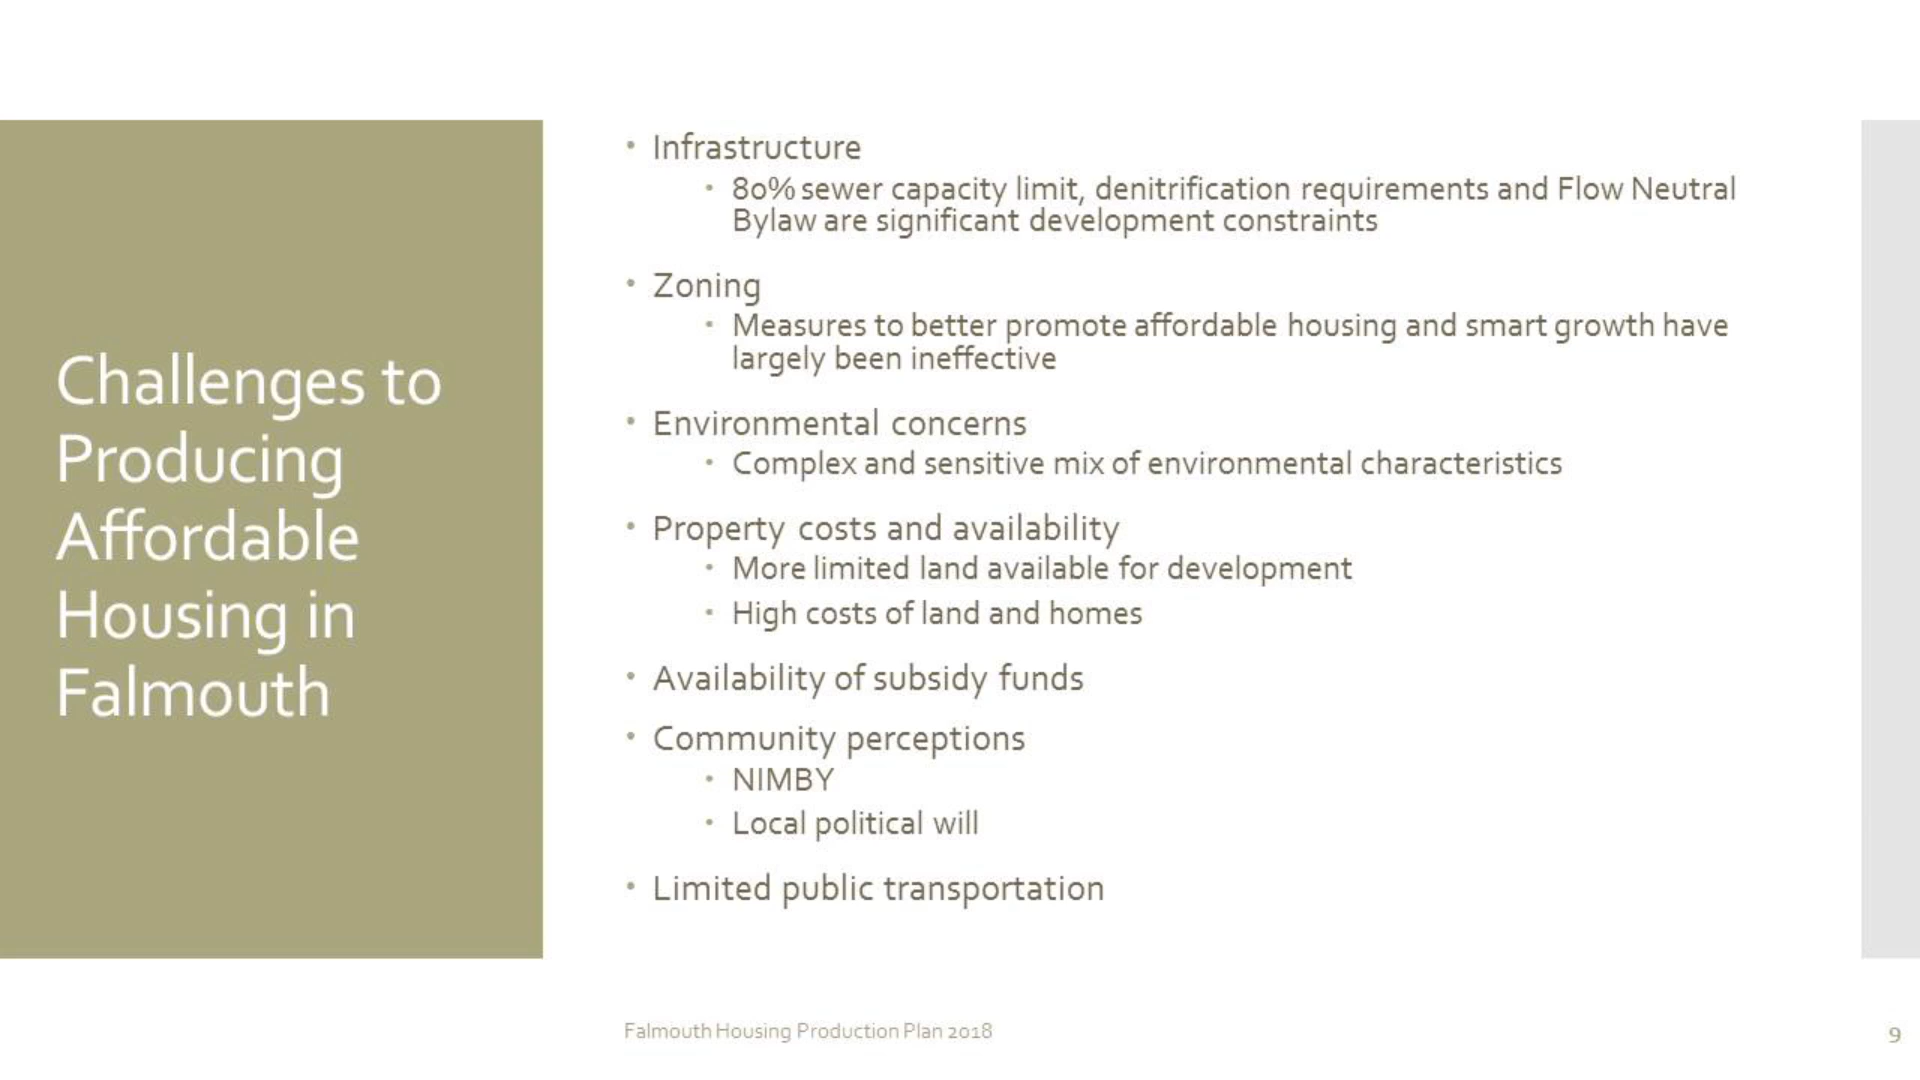 Challenges to
Producing
Affordable
Housing in
Falmouth
• Infrastructure
• 80% sewer capacity limit, denitrification requirements and Flow Neutral
Bylaw are significant development constraints
• Zoning
• Measures to better promote affordable housing and smart growth have
largely been ineffective
• Environmental concerns
• Complex and sensitive mix of environmental characteristics
• Property costs and availability
• More limited land available for development
• High costs of land and homes
• Availability of subsidy funds
• Community perceptions
• NIMBY
• Local political will
• Limited public transportation
Falmouth Housing Production Plan 2018
9